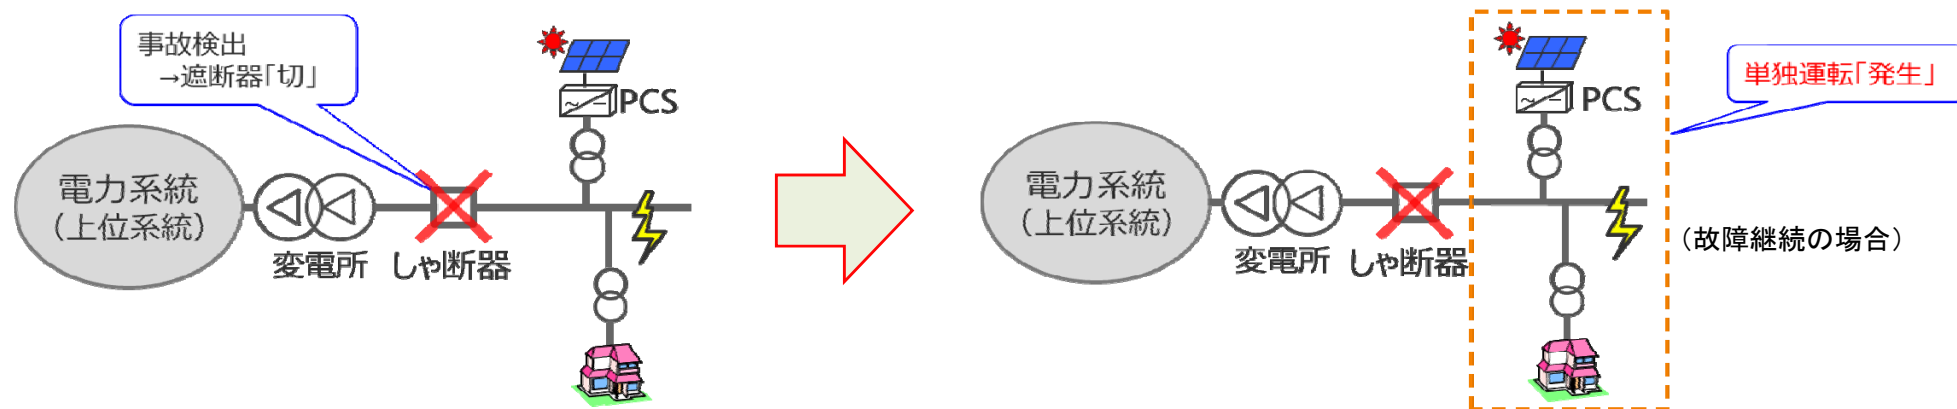 事故検出
→遮断器「切」
PCS
電力系統
（上位系統）
変電所
しゃ断器
単独運転「発生」
PCS
電力系統
（上位系統）
変電所
しゃ断器
（故障継続の場合）